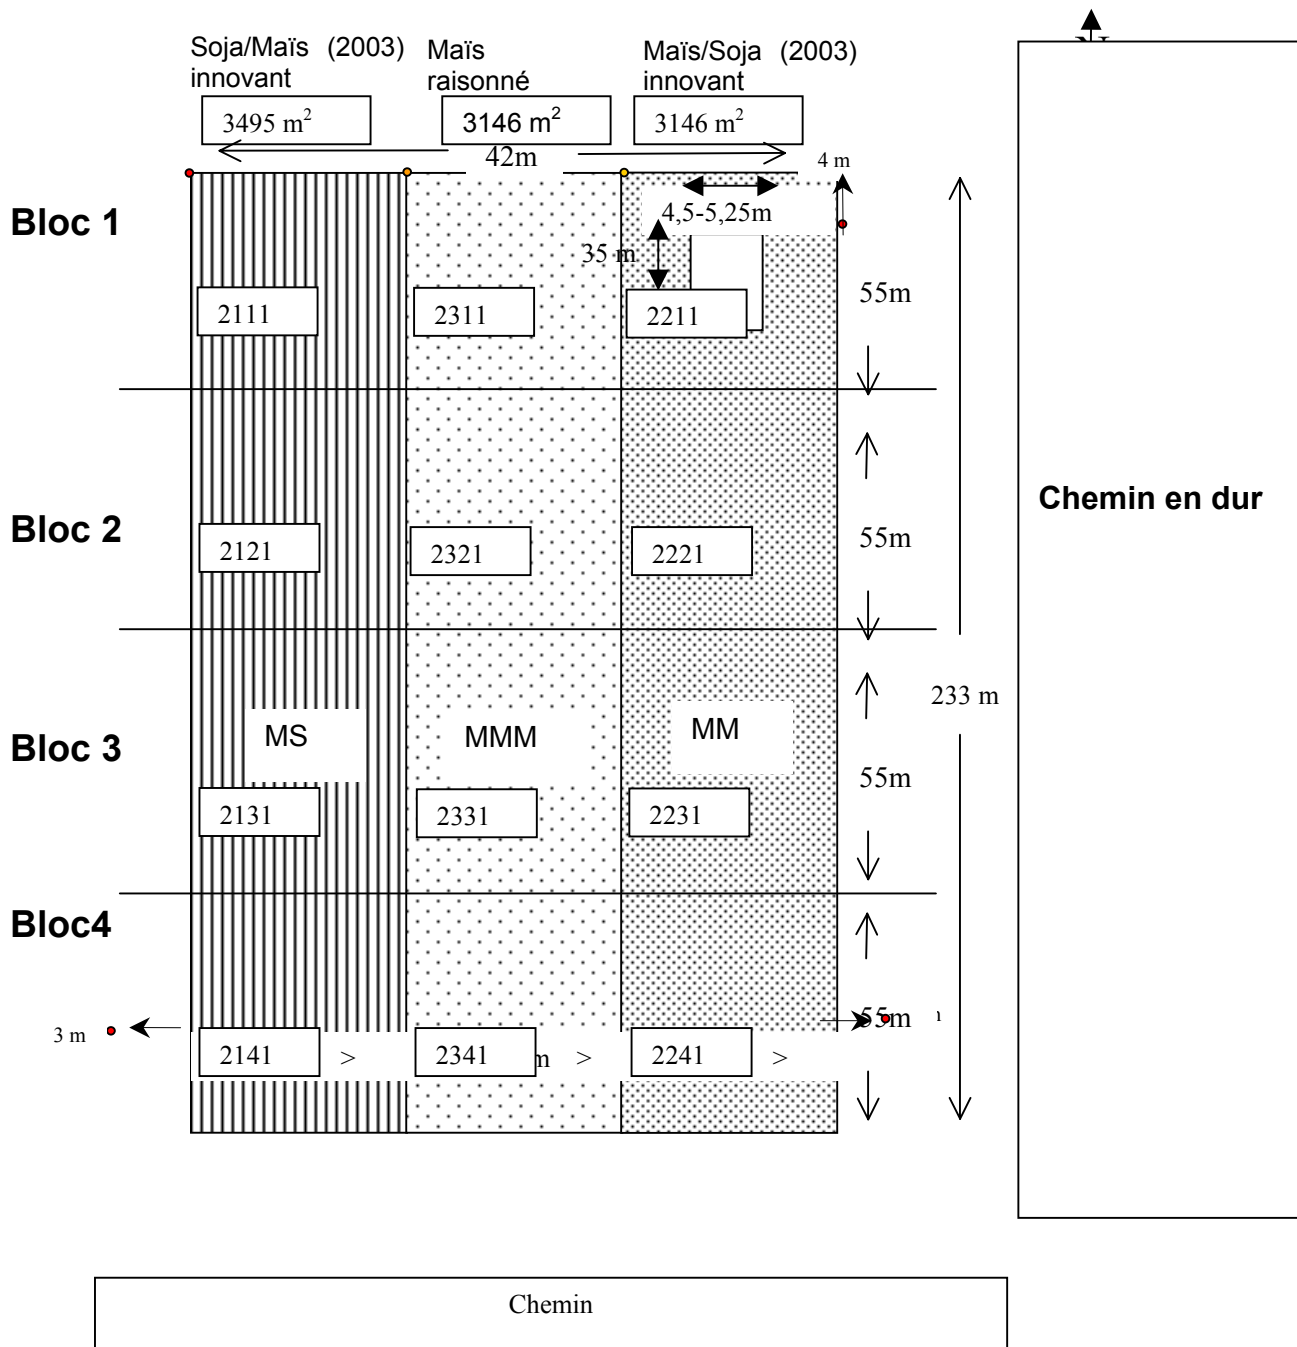 Soja/Maïs (2003)
innovant
Maïs
raisonné
Maïs/Soja (2003)
innovant
3495 m²
3146 m²
3146 m²
42m
4 m
Bloc 1
4,5-5,25m
35 m
55m
2111
2311
2211
Bloc 2
Chemin en dur
55m
2121
2321
2221
233 m
Bloc 3
MS
MMM
MM
55m
2131
2331
2231
Bloc4
55m
3 m
2141
>
2341
m
>
2241
>
Chemin